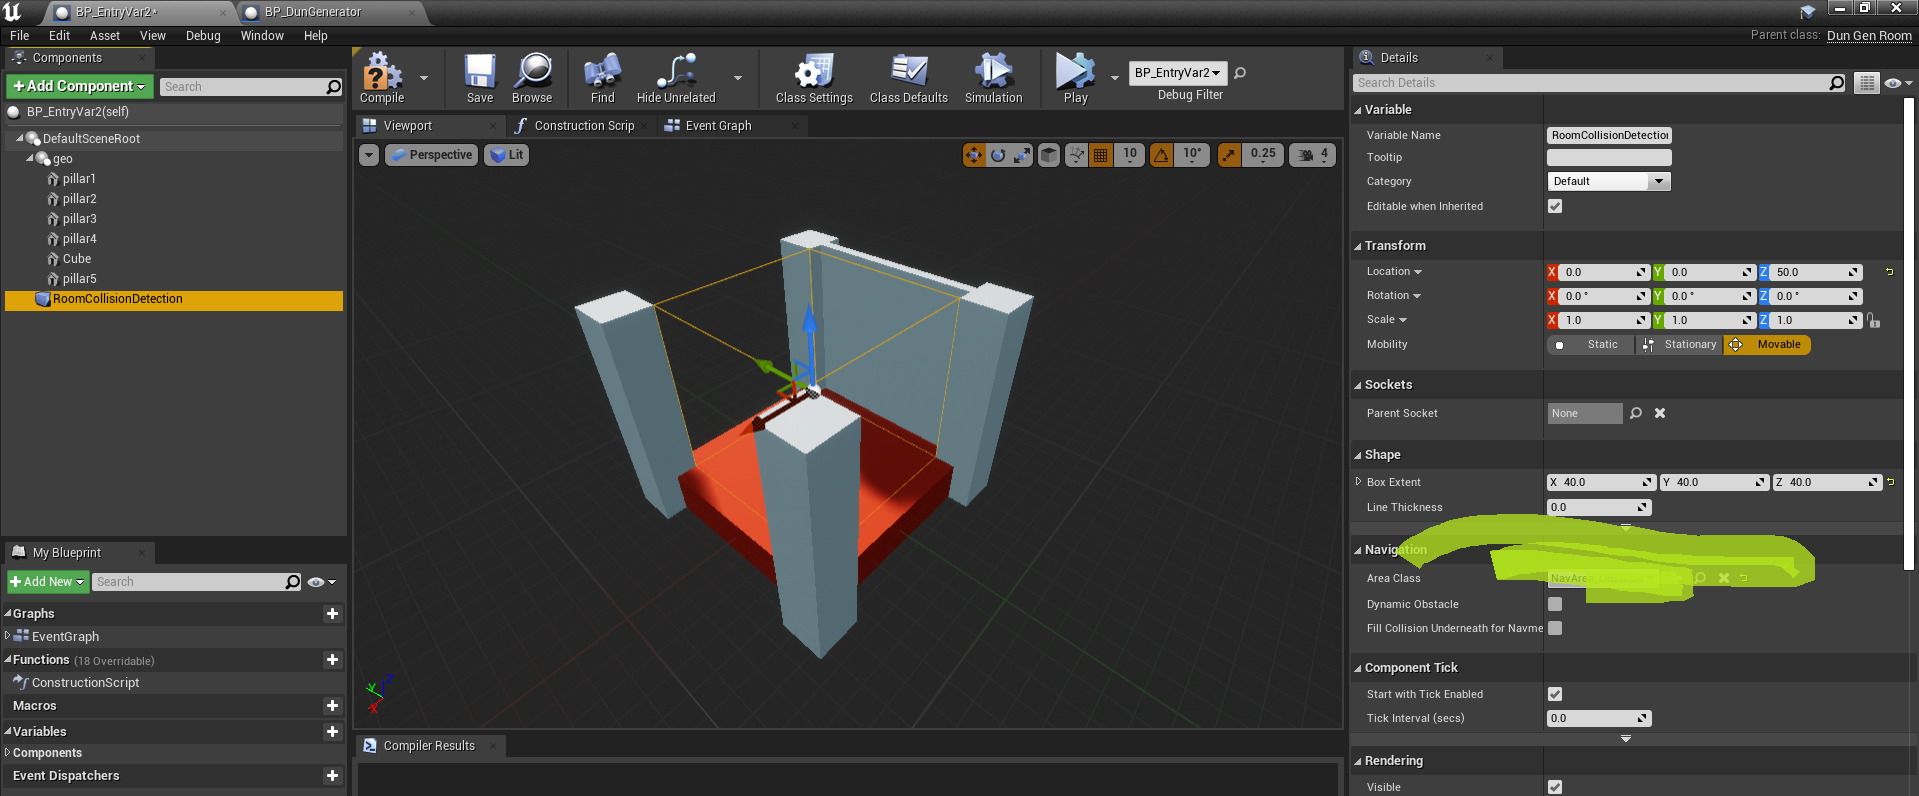 BP_EntryVar2*
BP_DunGenerator
File Edit Asset View Debug Window Help
Parent class: Dun Gen Room
Components
+Add Component
Search
BP_EntryVar2(self)
DefaultSceneRoot
geo
pillar1
pillar2
pillar3
pillar4
Cube
pillar5
RoomCollisionDetection
My Blueprint
+Add New
Search
Graphs
EventGraph
Functions (18 Overridable)
ConstructionScript
Macros
Variables
Components
Event Dispatchers
Compile
Save
Browse
Find
Hide Unrelated
Class Settings
Class Defaults
Simulation
Play
BP_EntryVar2
Debug Filter
Viewport
Construction Scrip
Event Graph
Perspective
Lit
10
10°
0.25
4
Z
Y
X
Compiler Results
Details
Search Details
Variable
Variable Name RoomCollisionDetection
Tooltip
Category Default
Editable when Inherited
Transform
Location X 0.0 Y 0.0 Z 50.0
Rotation X 0.0 ° Y 0.0 ° Z 0.0 °
Scale X 1.0 Y 1.0 Z 1.0
Mobility Static Stationary Movable
Sockets
Parent Socket None
Shape
Box Extent X 40.0 Y 40.0 Z 40.0
Line Thickness 0.0
Navigation
Area Class
Dynamic Obstacle
Fill Collision Underneath for Navme
Component Tick
Start with Tick Enabled
Tick Interval (secs) 0.0
Rendering
Visible